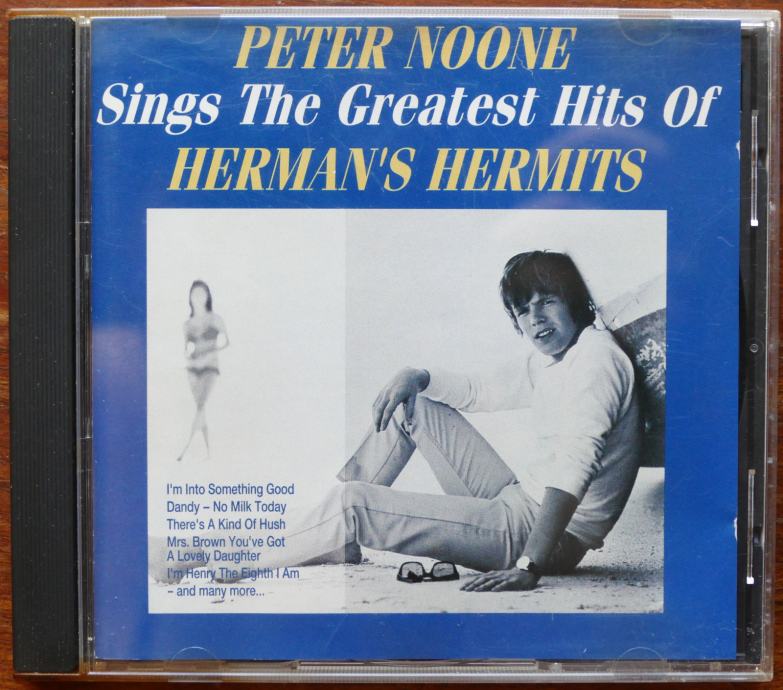 PETER NOONE
Sings The Greatest Hits Of
HERMAN'S HERMITS
I'm Into Something Good
Dandy – No Milk Today
There's A Kind Of Hush
Mrs. Brown You've Got
A Lovely Daughter
I'm Henry The Eighth I Am
– and many more...